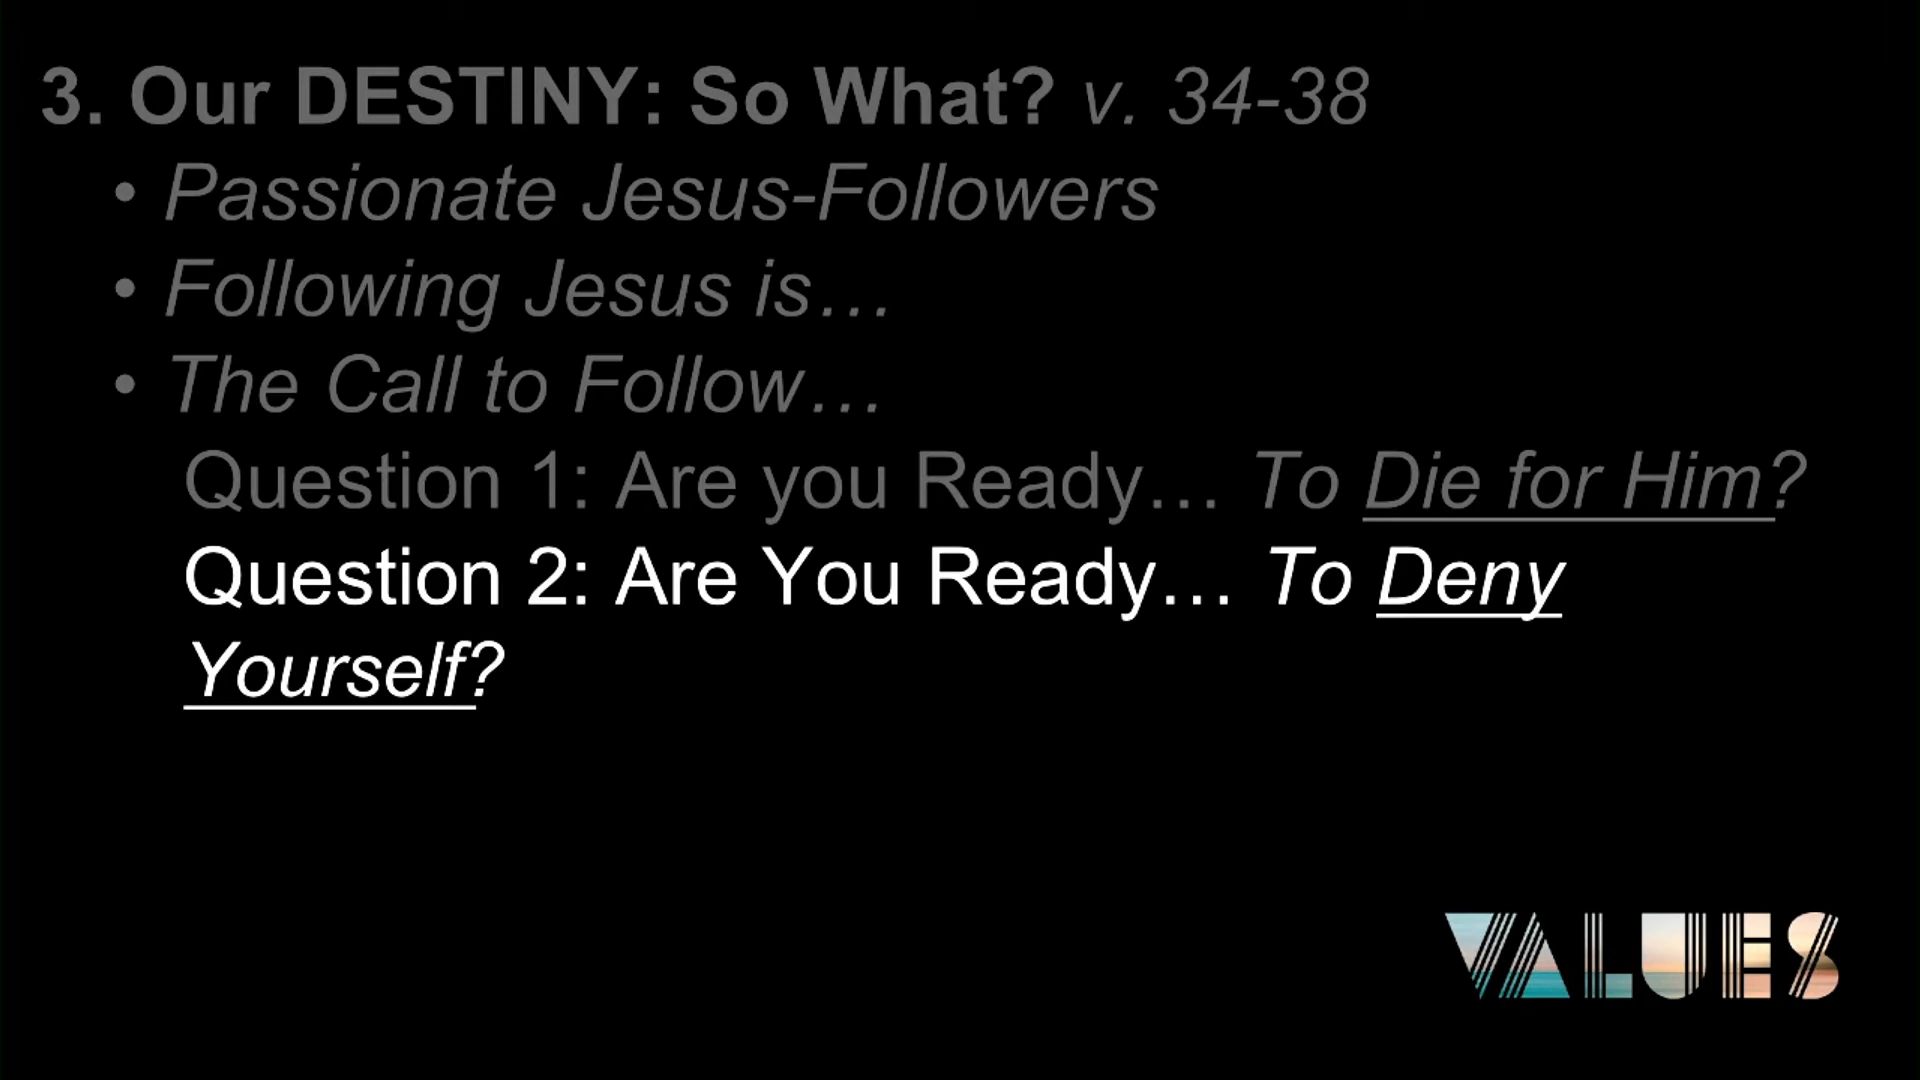 3. Our DESTINY: So What? v. 34-38
• Passionate Jesus-Followers
• Following Jesus is…
• The Call to Follow…
Question 1: Are you Ready… To Die for Him?
Question 2: Are You Ready… To Deny
Yourself?
VALUES